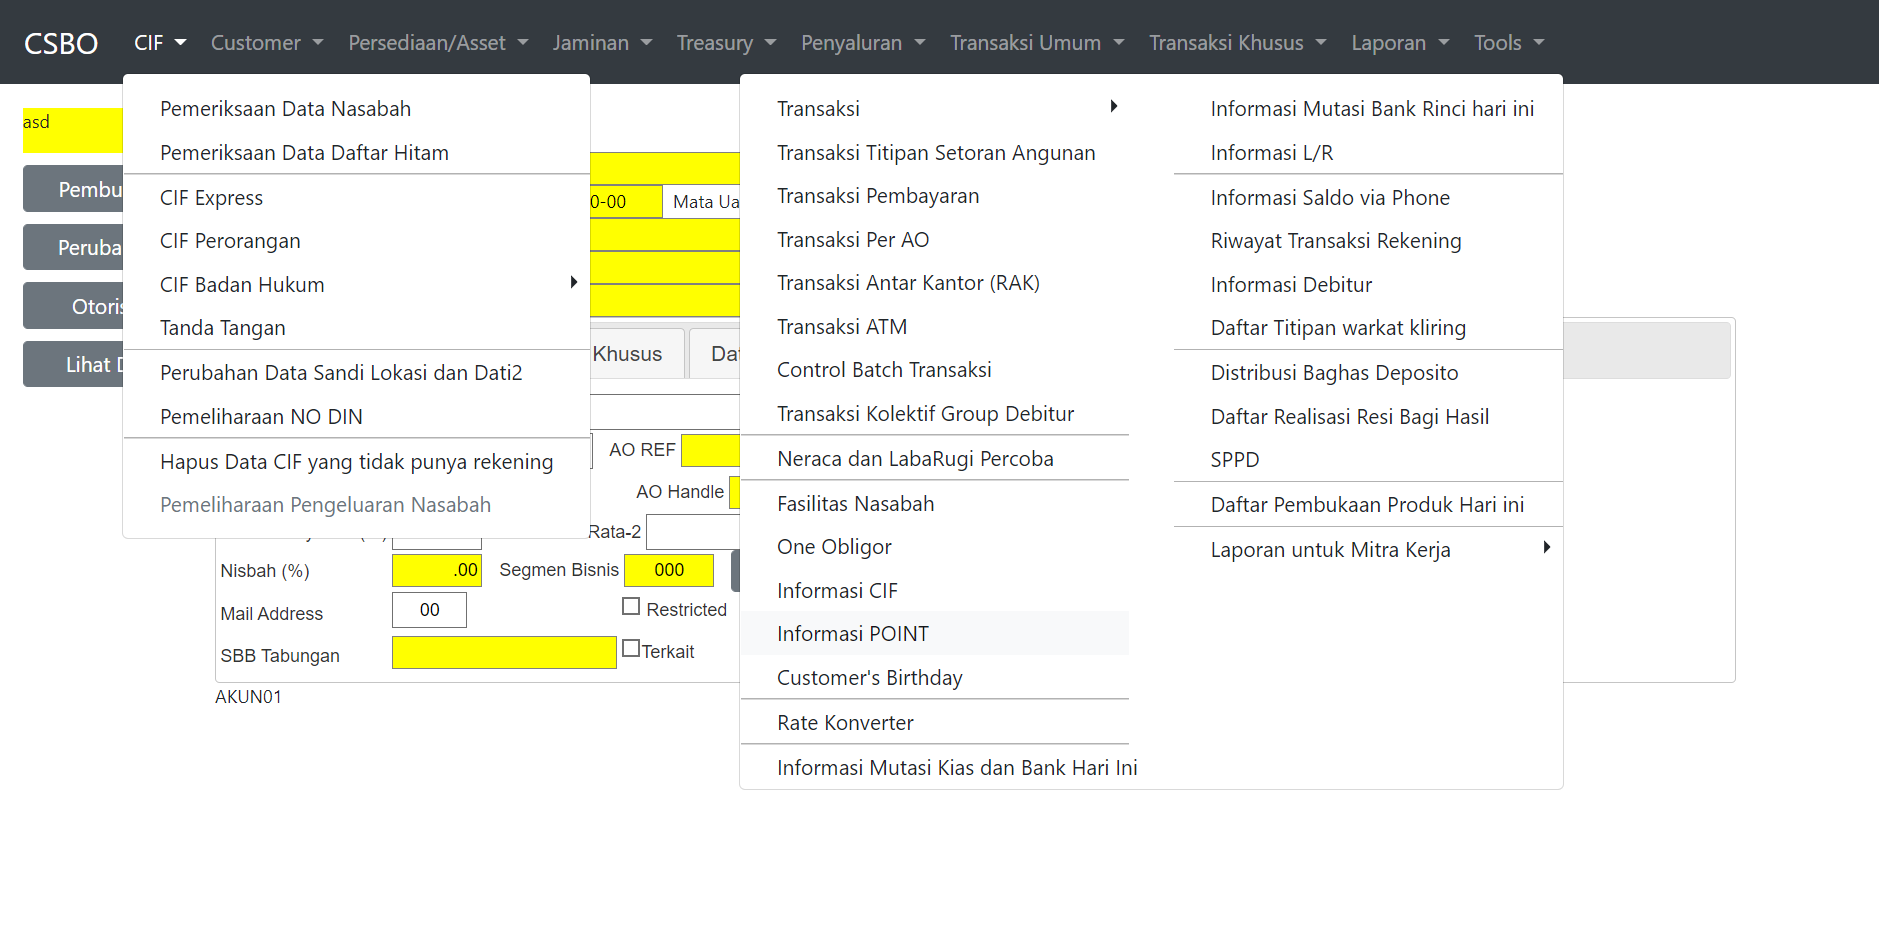 CSBO CIF Customer Persediaan/Asset Jaminan Treasury Penyaluran Transaksi Umum Transaksi Khusus Laporan Tools
asd
Pemeriksaan Data Nasabah
Pemeriksaan Data Daftar Hitam
CIF Express
CIF Perorangan
CIF Badan Hukum
Tanda Tangan
Perubahan Data Sandi Lokasi dan Dati2
Pemeliharaan NO DIN
Hapus Data CIF yang tidak punya rekening
Pemeliharaan Pengeluaran Nasabah
Transaksi
Transaksi Titipan Setoran Angunan
Transaksi Pembayaran
Transaksi Per AO
Transaksi Antar Kantor (RAK)
Transaksi ATM
Control Batch Transaksi
Transaksi Kolektif Group Debitur
Neraca dan LabaRugi Percoba
Fasilitas Nasabah
One Obligor
Informasi CIF
Informasi POINT
Customer's Birthday
Rate Konverter
Informasi Mutasi Kias dan Bank Hari Ini
Informasi Mutasi Bank Rinci hari ini
Informasi L/R
Informasi Saldo via Phone
Riwayat Transaksi Rekening
Informasi Debitur
Daftar Titipan warkat kliring
Distribusi Baghas Deposito
Daftar Realisasi Resi Bagi Hasil
SPPD
Daftar Pembukaan Produk Hari ini
Laporan untuk Mitra Kerja
Pembu
Peruba
Otoris
Lihat D
0-00 Mata Ua
Khusus Da
AO REF
AO Handle
Rata-2
Nisbah (%) .00 Segmen Bisnis 000
Mail Address 00 Restricted
SBB Tabungan Terkait
AKUN01